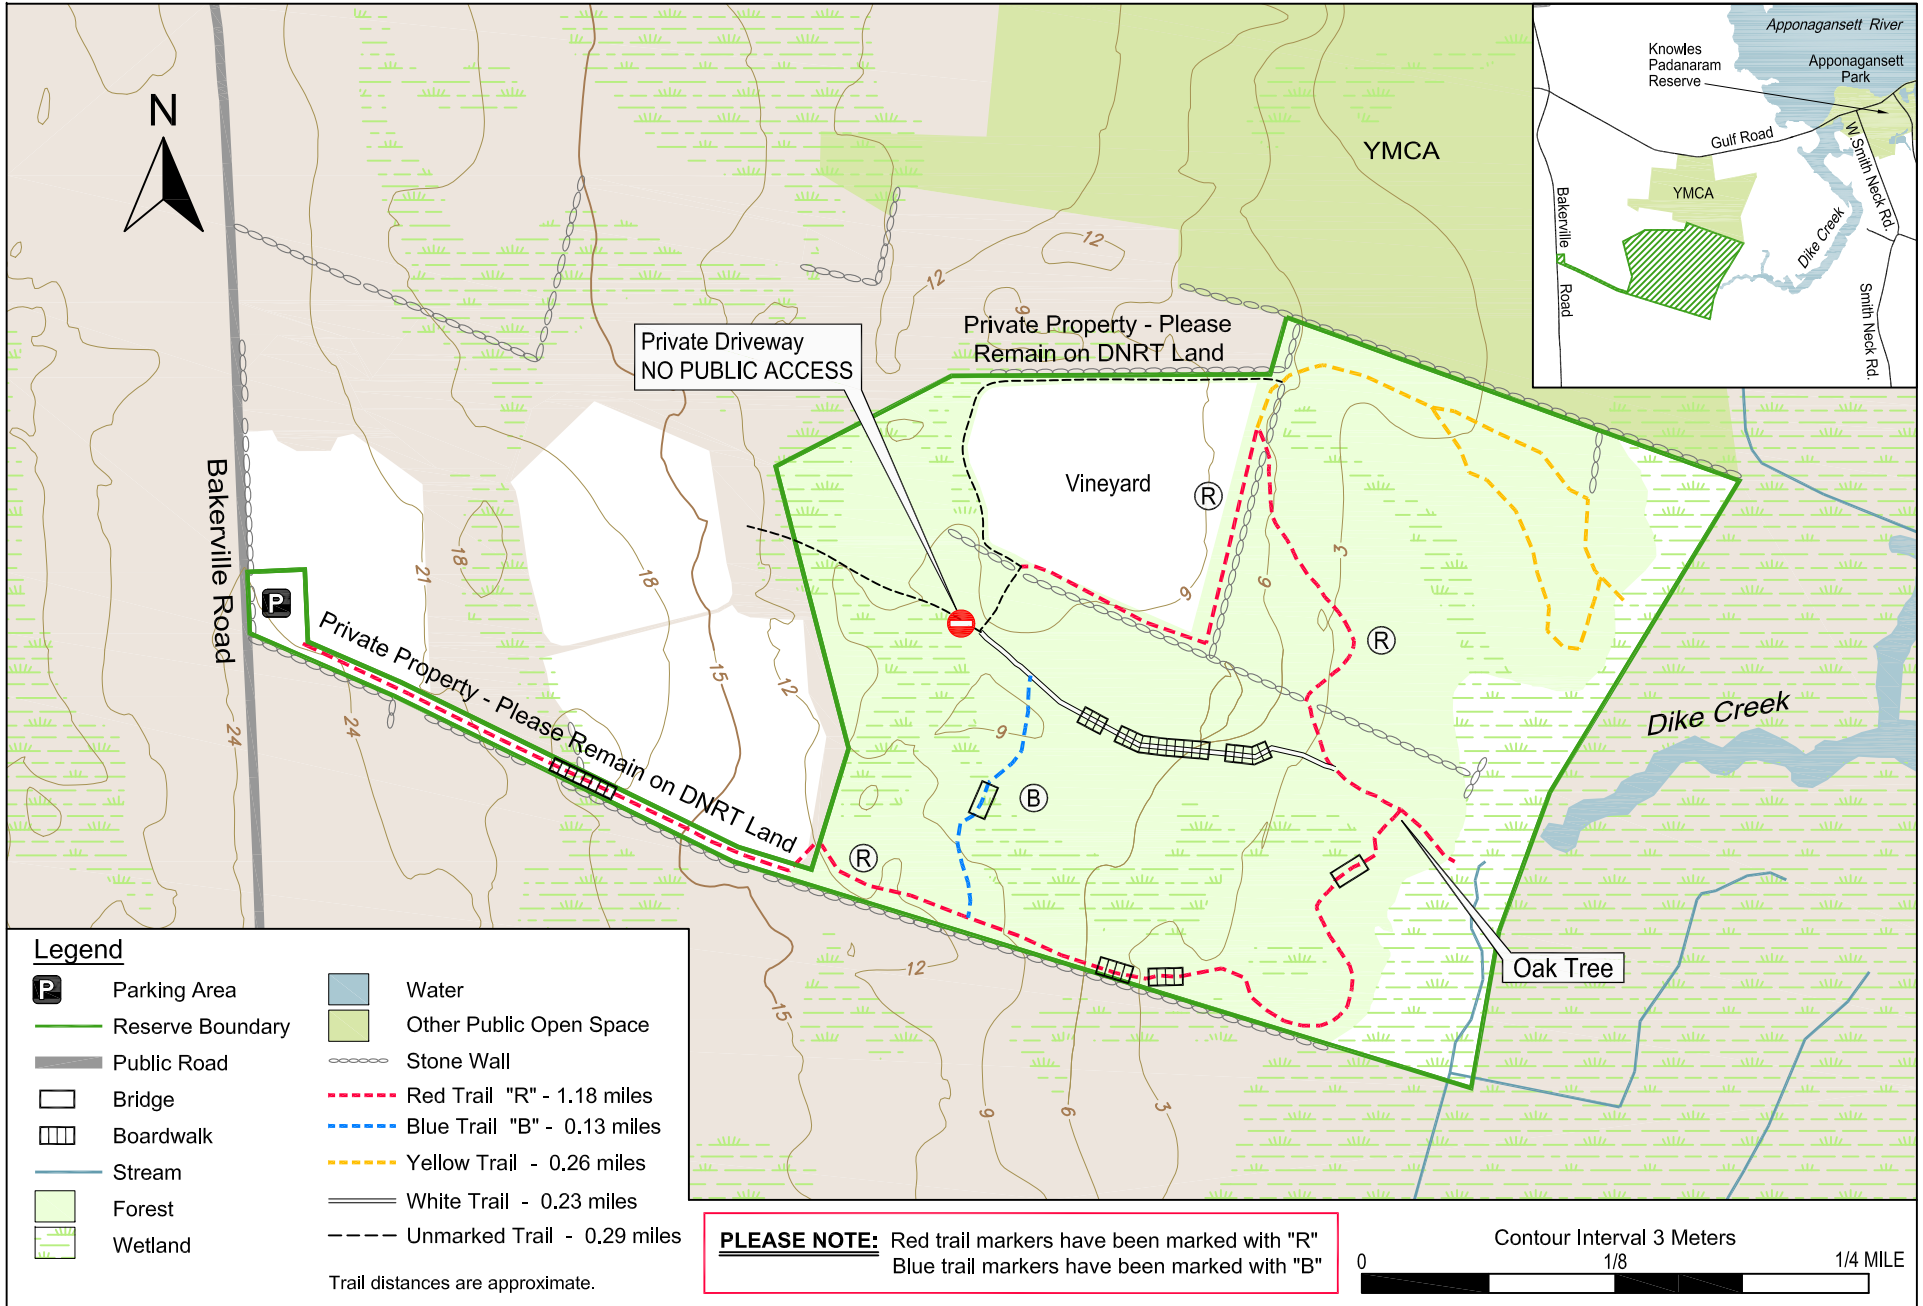 N
YMCA
Apponagansett River
Knowles
Padanaram
Reserve
Apponagansett
Park
Gulf Road
W.Smith Neck Rd.
YMCA
Bakerville
Road
Dike Creek
Smith Neck Rd.
12
12
9
Private Property - Please
Remain on DNRT Land
Private Driveway
NO PUBLIC ACCESS
Vineyard
R
Bakerville Road
P
18
21
18
15
12
9
6
3
R
9
B
R
24
24
Private Property - Please Remain on DNRT Land
Dike Creek
Oak Tree
12
15
9
6
3
Legend
P Parking Area
Reserve Boundary
Public Road
Bridge
Boardwalk
Stream
Forest
Wetland
Water
Other Public Open Space
Stone Wall
Red Trail "R" - 1.18 miles
Blue Trail "B" - 0.13 miles
Yellow Trail - 0.26 miles
White Trail - 0.23 miles
Unmarked Trail - 0.29 miles
Trail distances are approximate.
PLEASE NOTE: Red trail markers have been marked with "R"
Blue trail markers have been marked with "B"
Contour Interval 3 Meters
0 1/8 1/4 MILE